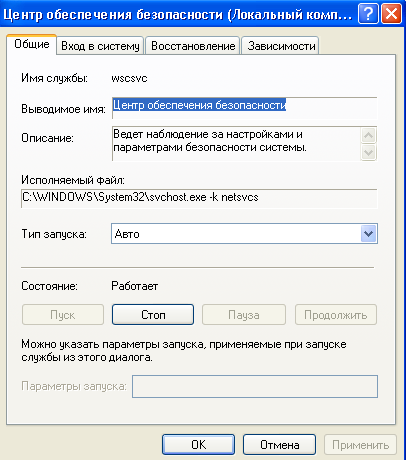 Центр обеспечения безопасности (Локальный комп...
Общие Вход в систему Восстановление Зависимости
Имя службы: wscsvc
Выводимое имя: Центр обеспечения безопасности
Описание: Ведет наблюдение за настройками и
параметрами безопасности системы.
Исполняемый файл:
C:\WINDOWS\System32\svchost.exe -k netsvcs
Тип запуска: Авто
Состояние: Работает
Пуск Стоп Пауза Продолжить
Можно указать параметры запуска, применяемые при запуске
службы из этого диалога.
Параметры запуска:
OK Отмена Применить